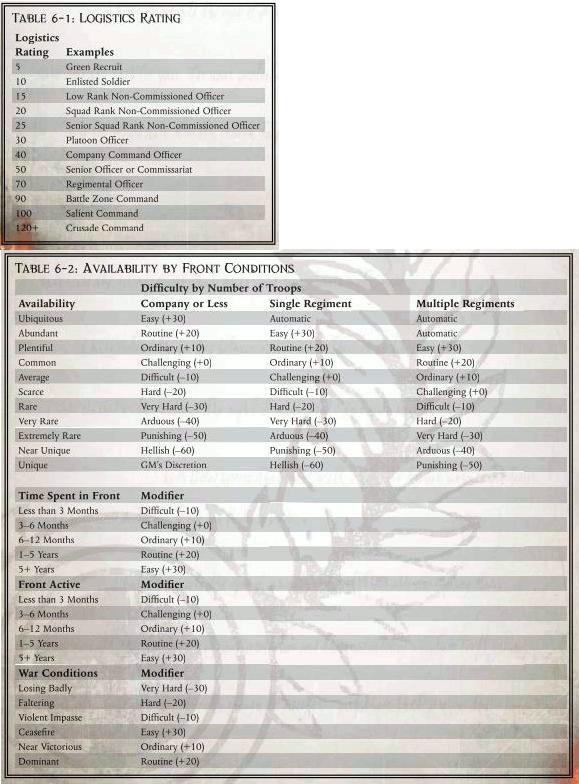 Table 6-1: Logistics Rating
Logistics
Rating Examples
5 Green Recruit
10 Enlisted Soldier
15 Low Rank Non-Commissioned Officer
20 Squad Rank Non-Commissioned Officer
25 Senior Squad Rank Non-Commissioned Officer
30 Platoon Officer
40 Company Command Officer
50 Senior Officer or Commissariat
70 Regimental Officer
90 Battle Zone Command
100 Salient Command
120+ Crusade Command
Table 6-2: Availability by Front Conditions
Difficulty by Number of Troops
Availability Company or Less Single Regiment Multiple Regiments
Ubiquitous Easy (+30) Automatic Automatic
Abundant Routine (+20) Easy (+30) Automatic
Plentiful Ordinary (+10) Routine (+20) Easy (+30)
Common Challenging (+0) Ordinary (+10) Routine (+20)
Average Difficult (–10) Challenging (+0) Ordinary (+10)
Scarce Hard (–20) Difficult (–10) Challenging (+0)
Rare Very Hard (–30) Hard (–20) Difficult (–10)
Very Rare Arduous (–40) Very Hard (–30) Hard (–20)
Extremely Rare Punishing (–50) Arduous (–40) Very Hard (–30)
Near Unique Hellish (–60) Punishing (–50) Arduous (–40)
Unique GM's Discretion Hellish (–60) Punishing (–50)
Time Spent in Front Modifier
Less than 3 Months Difficult (–10)
3–6 Months Challenging (+0)
6–12 Months Ordinary (+10)
1–5 Years Routine (+20)
5+ Years Easy (+30)
Front Active Modifier
Less than 3 Months Difficult (–10)
3–6 Months Challenging (+0)
6–12 Months Ordinary (+10)
1–5 Years Routine (+20)
5+ Years Easy (+30)
War Conditions Modifier
Losing Badly Very Hard (–30)
Faltering Hard (–20)
Violent Impasse Difficult (–10)
Ceasefire Easy (+30)
Near Victorious Ordinary (+10)
Dominant Routine (+20)